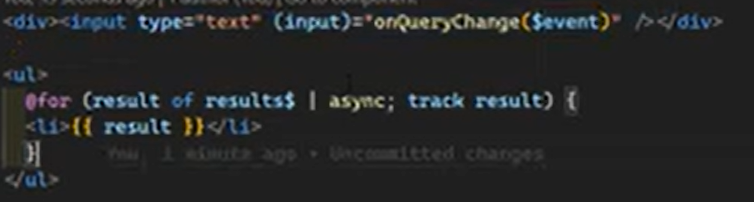 <div><input type="text" (input)="onQueryChange($event)" /></div>
<ul>
@for (result of results$ | async; track result) {
<li>{{ result }}</li>
} You, 1 minute ago • Uncommitted changes
</ul>